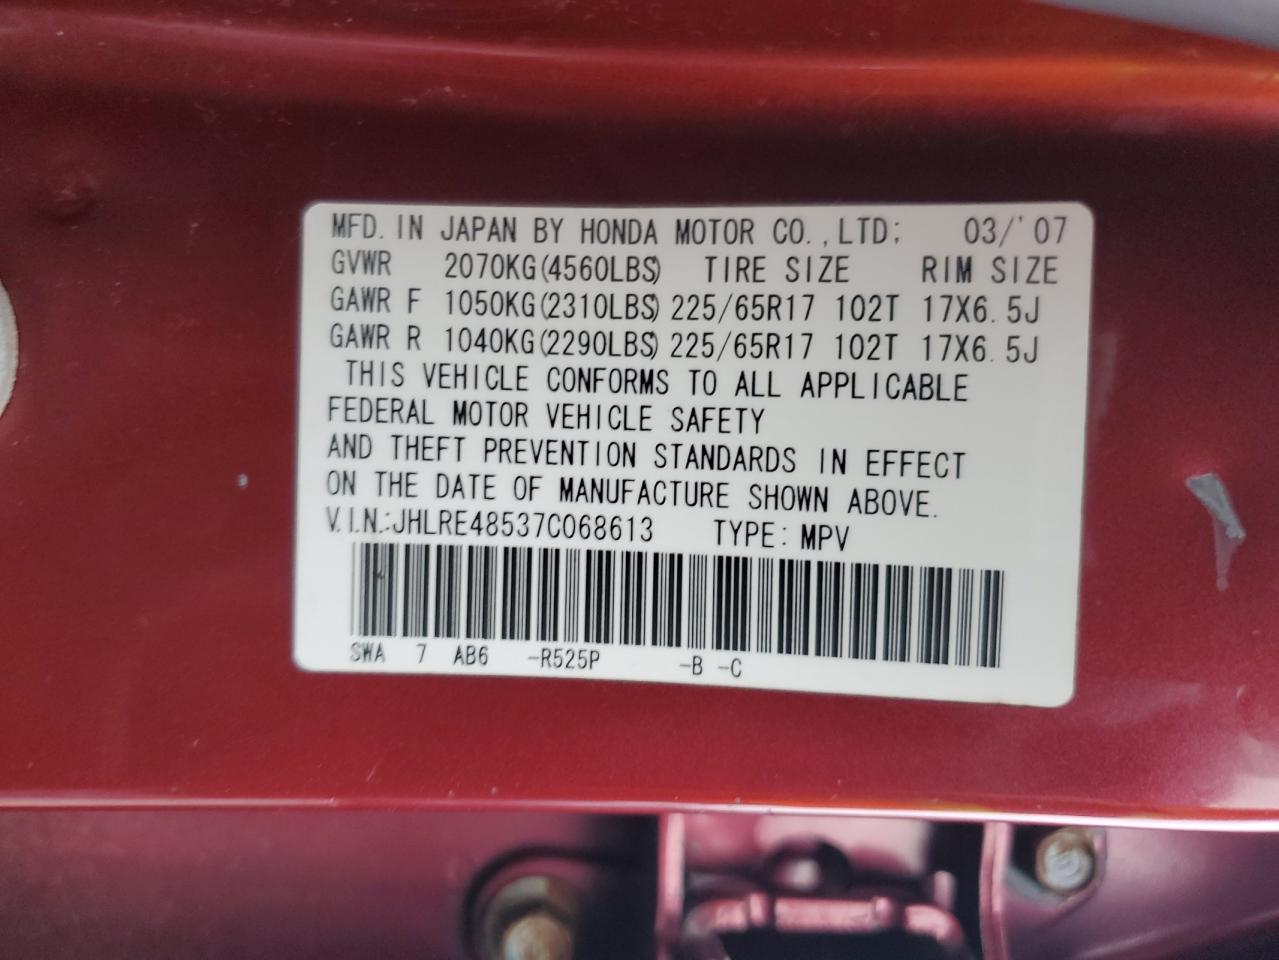 MFD. IN JAPAN BY HONDA MOTOR CO., LTD; 03/'07
GVWR 2070KG(4560LBS) TIRE SIZE RIM SIZE
GAWR F 1050KG(2310LBS) 225/65R17 102T 17X6.5J
GAWR R 1040KG(2290LBS) 225/65R17 102T 17X6.5J
THIS VEHICLE CONFORMS TO ALL APPLICABLE
FEDERAL MOTOR VEHICLE SAFETY
AND THEFT PREVENTION STANDARDS IN EFFECT
ON THE DATE OF MANUFACTURE SHOWN ABOVE.
V.I.N.:JHLRE48537C068613 TYPE: MPV
SWA 7 AB6 -R525P -B -C